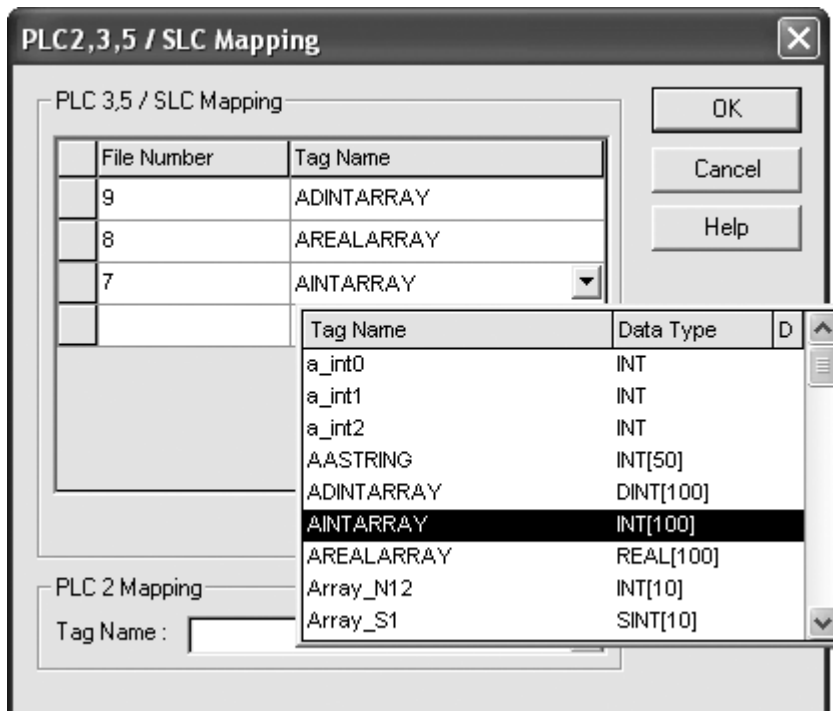 PLC2,3,5 / SLC Mapping
PLC 3,5 / SLC Mapping
OK
File Number Tag Name
Cancel
9 ADINTARRAY
Help
8 AREALARRAY
7 AINTARRAY
Tag Name Data Type D
a_int0 INT
a_int1 INT
a_int2 INT
AASTRING INT[50]
ADINTARRAY DINT[100]
AINTARRAY INT[100]
AREALARRAY REAL[100]
Array_N12 INT[10]
Array_S1 SINT[10]
PLC 2 Mapping
Tag Name :